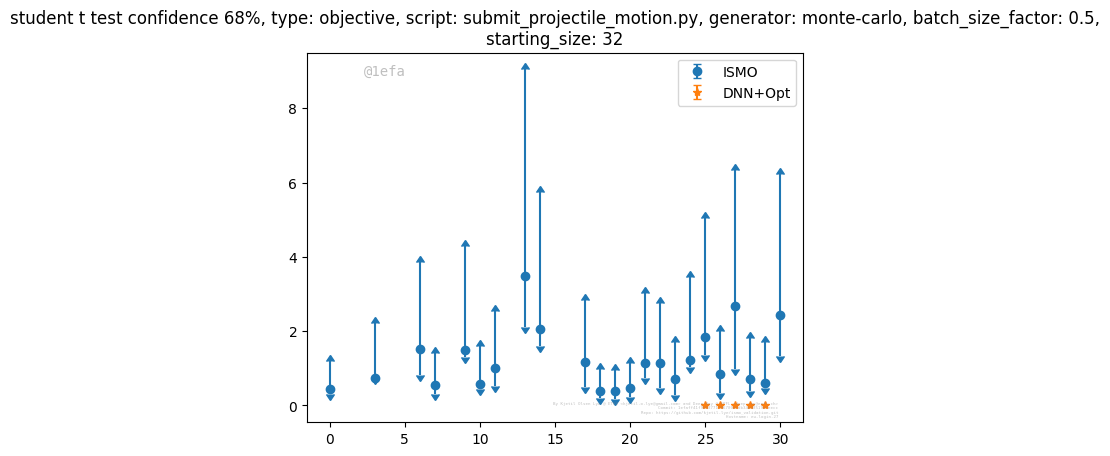 student t test confidence 68%, type: objective, script: submit_projectile_motion.py, generator: monte-carlo, batch_size_factor: 0.5,
starting_size: 32
@1efa
ISMO
DNN+Opt
8
6
4
2
0
0 5 10 15 20 25 30